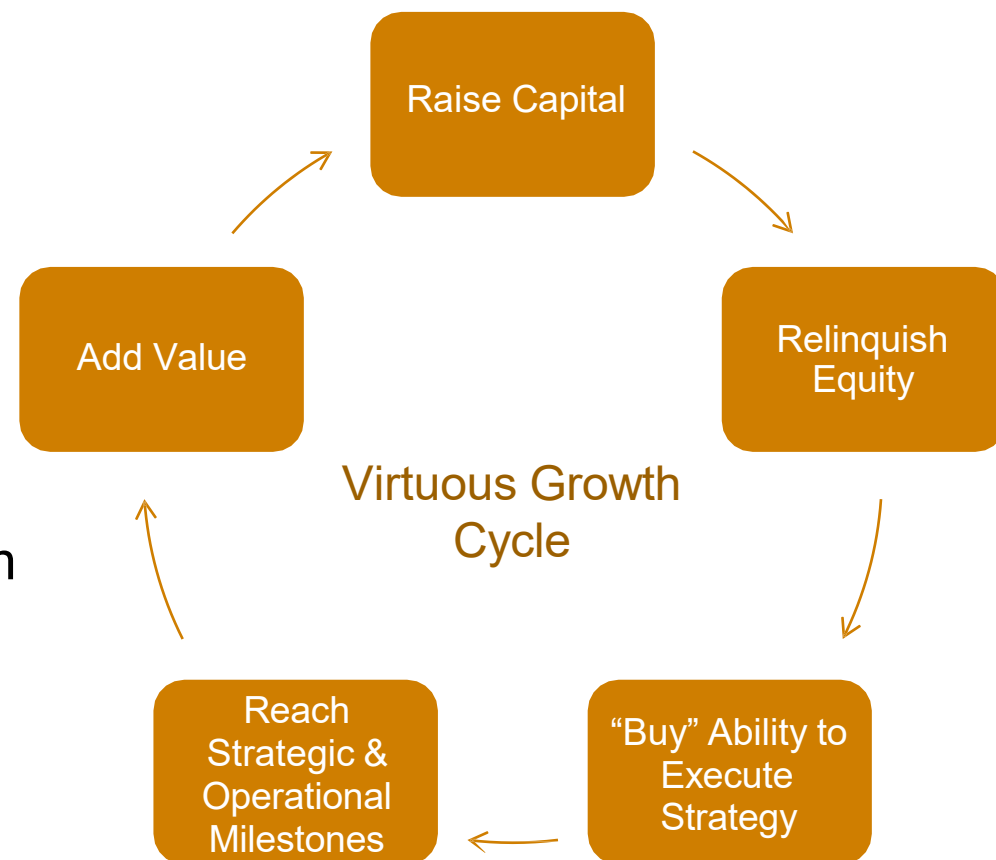 Raise Capital
Relinquish
Equity
“Buy” Ability to
Execute
Strategy
Reach
Strategic &
Operational
Milestones
Add Value
Virtuous Growth
Cycle